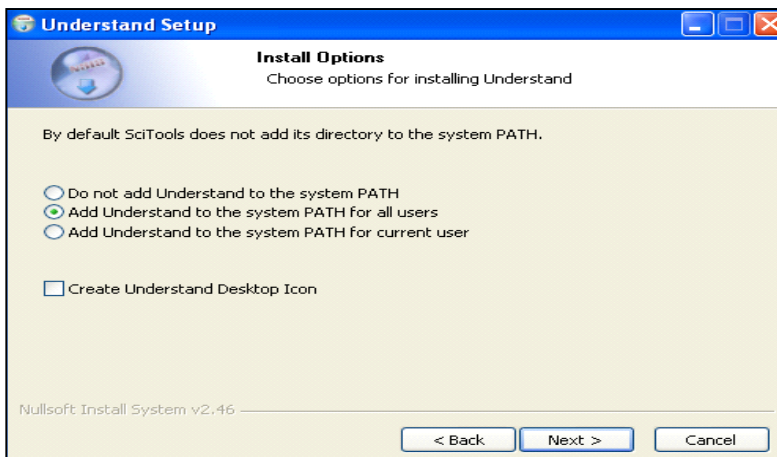 Understand Setup
Install Options
Choose options for installing Understand
By default SciTools does not add its directory to the system PATH.
Do not add Understand to the system PATH
Add Understand to the system PATH for all users
Add Understand to the system PATH for current user
Create Understand Desktop Icon
Nullsoft Install System v2.46
< Back Next > Cancel